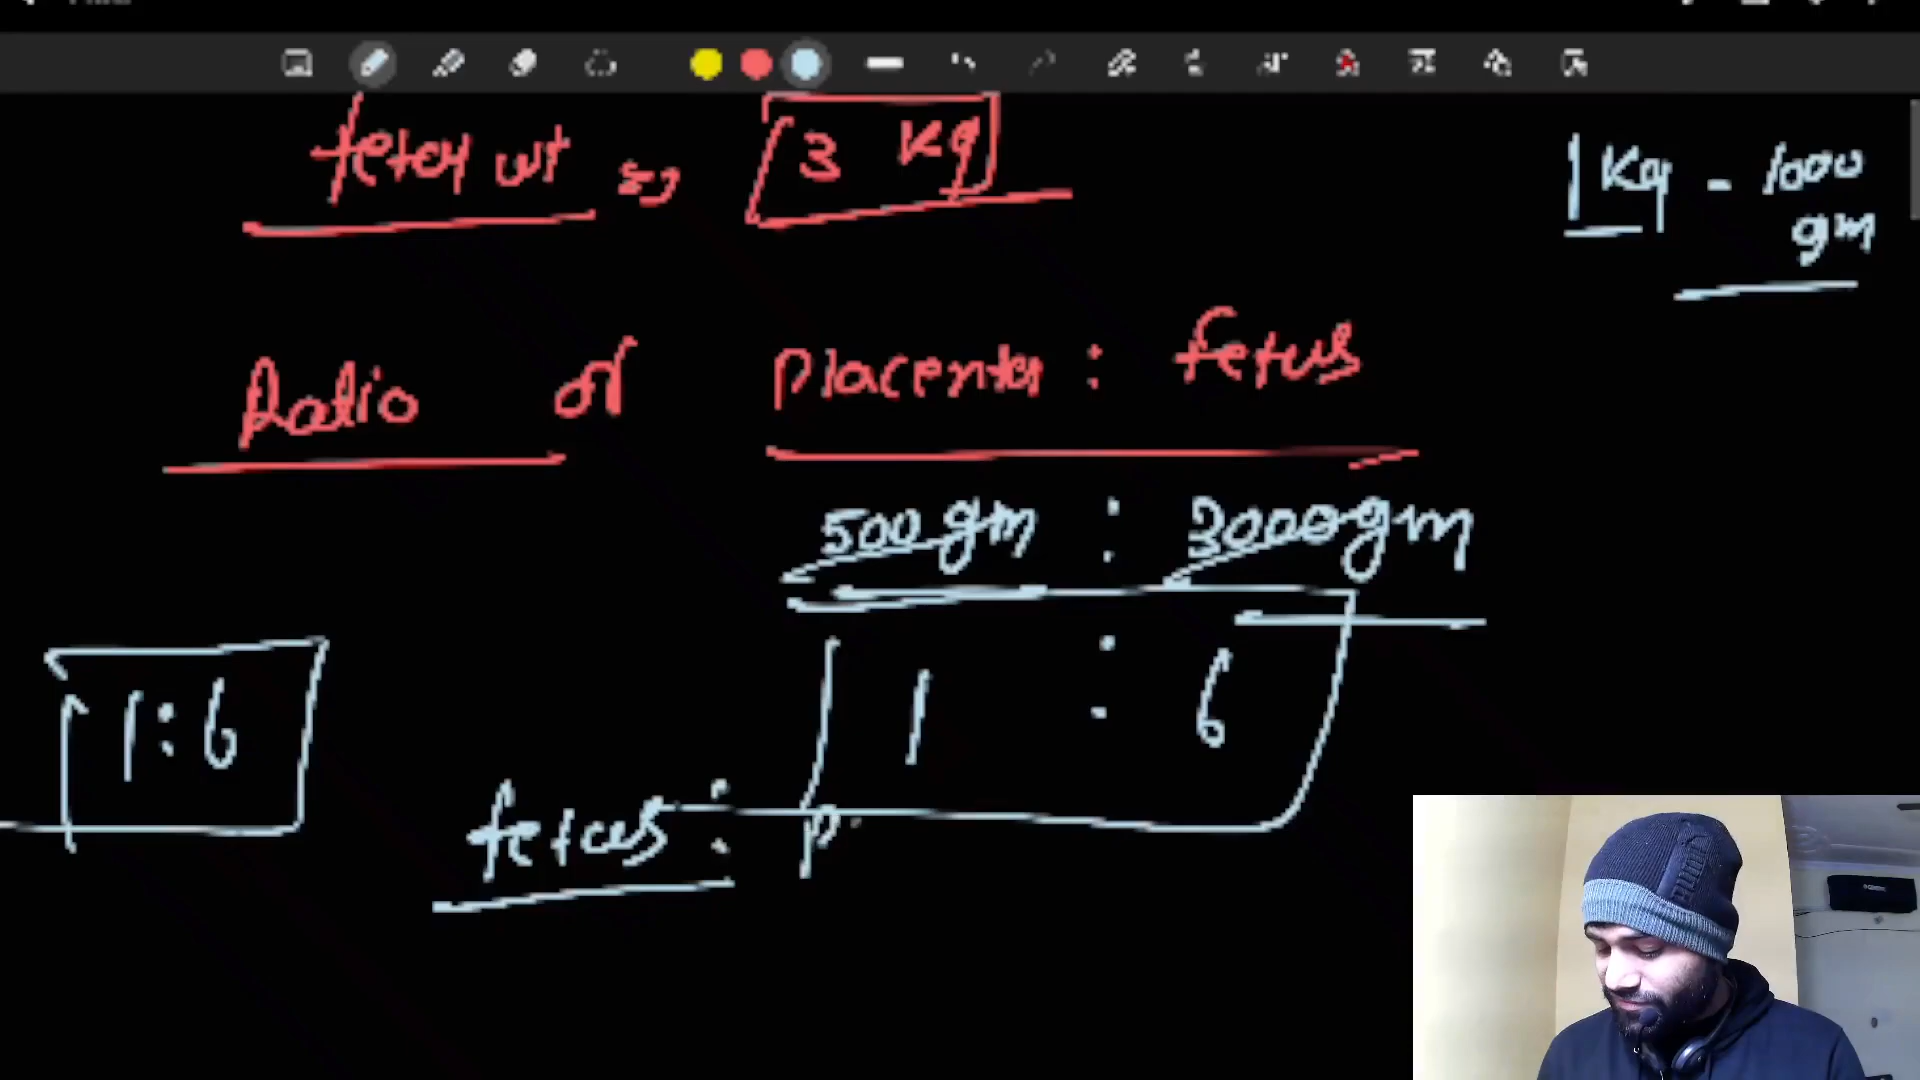 fetal wt => 3 Kg
1 Kg - 1000 gm
Ratio of Placenta : fetus
500 gm : 3000 gm
1 : 6
1:6
fetus : p